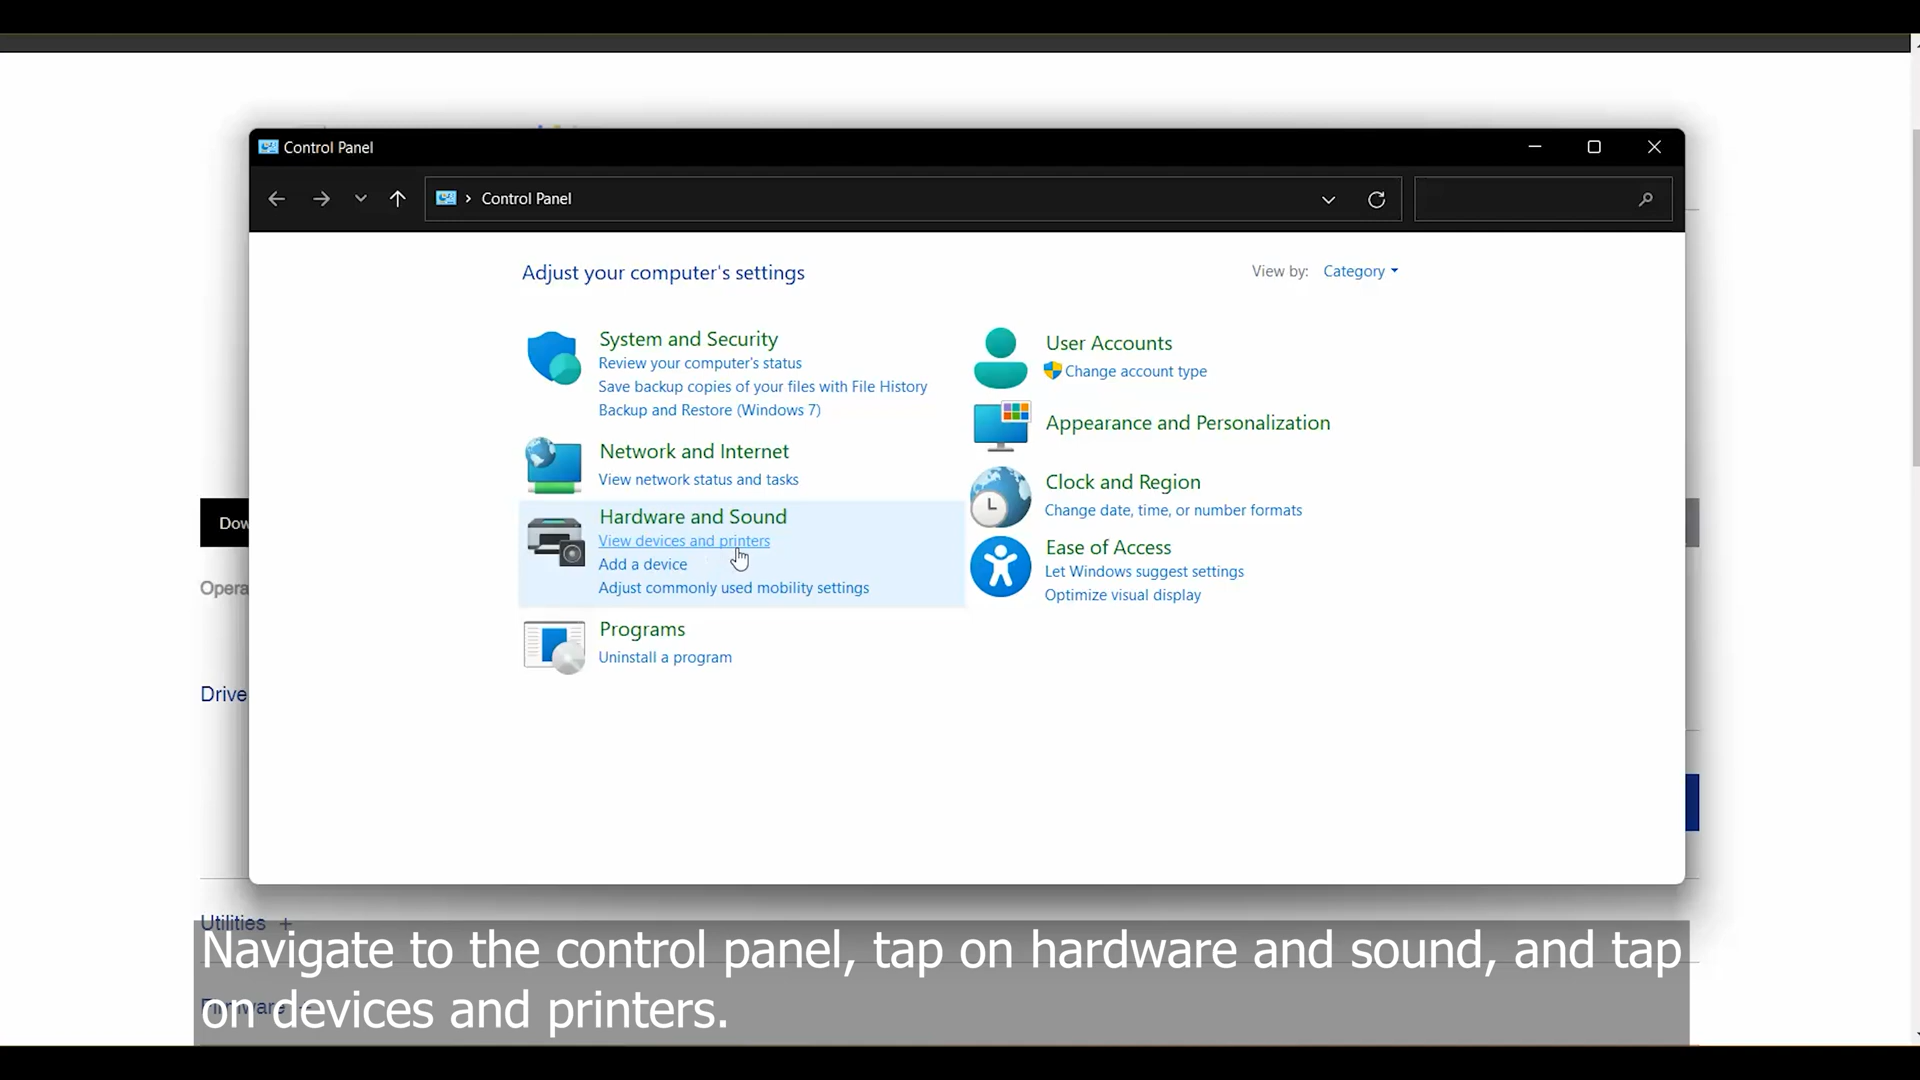 Control Panel
Control Panel
Adjust your computer's settings
View by: Category
System and Security
Review your computer's status
Save backup copies of your files with File History
Backup and Restore (Windows 7)
Network and Internet
View network status and tasks
Hardware and Sound
View devices and printers
Add a device
Adjust commonly used mobility settings
Programs
Uninstall a program
User Accounts
Change account type
Appearance and Personalization
Clock and Region
Change date, time, or number formats
Ease of Access
Let Windows suggest settings
Optimize visual display
Dow
Opera
Drive
Utilities +
Navigate to the control panel, tap on hardware and sound, and tap
on devices and printers.